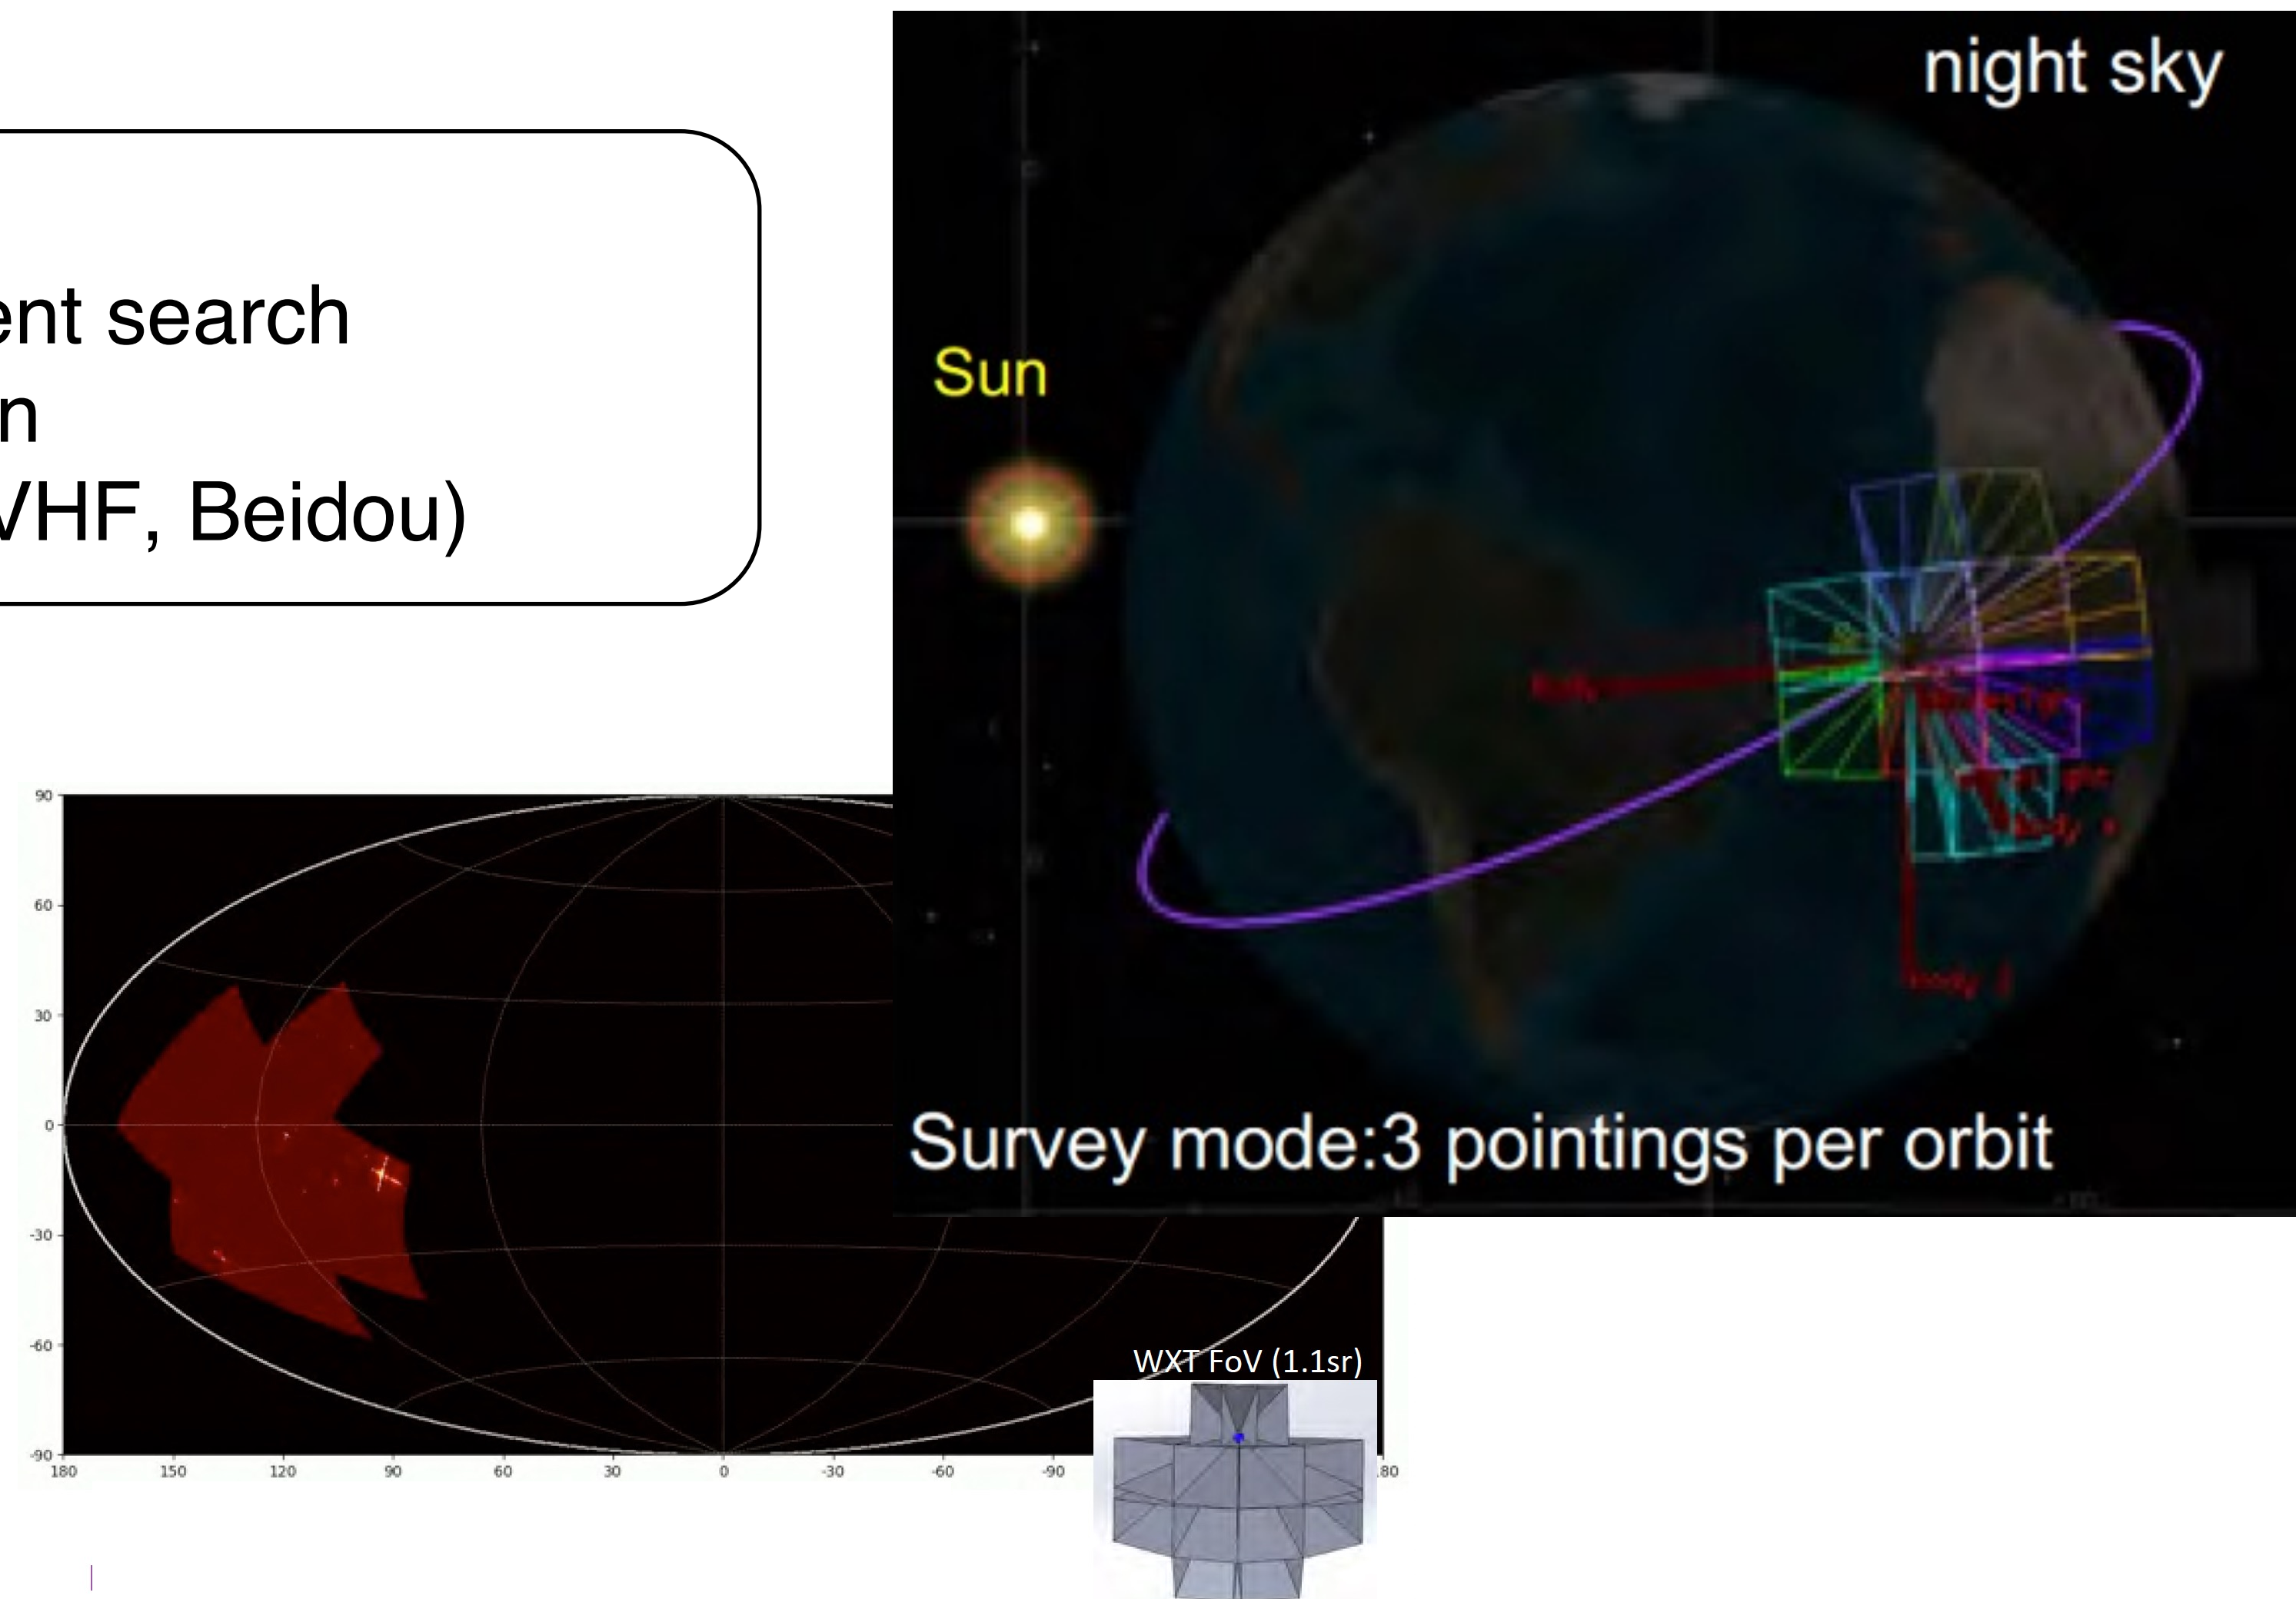 ent search
n
VHF, Beidou)
night sky
Sun
Survey mode:3 pointings per orbit
90
60
30
0
-30
-60
-90
180 150 120 90 60 30 0 -30 -60 -90 80
WXT FoV (1.1sr)